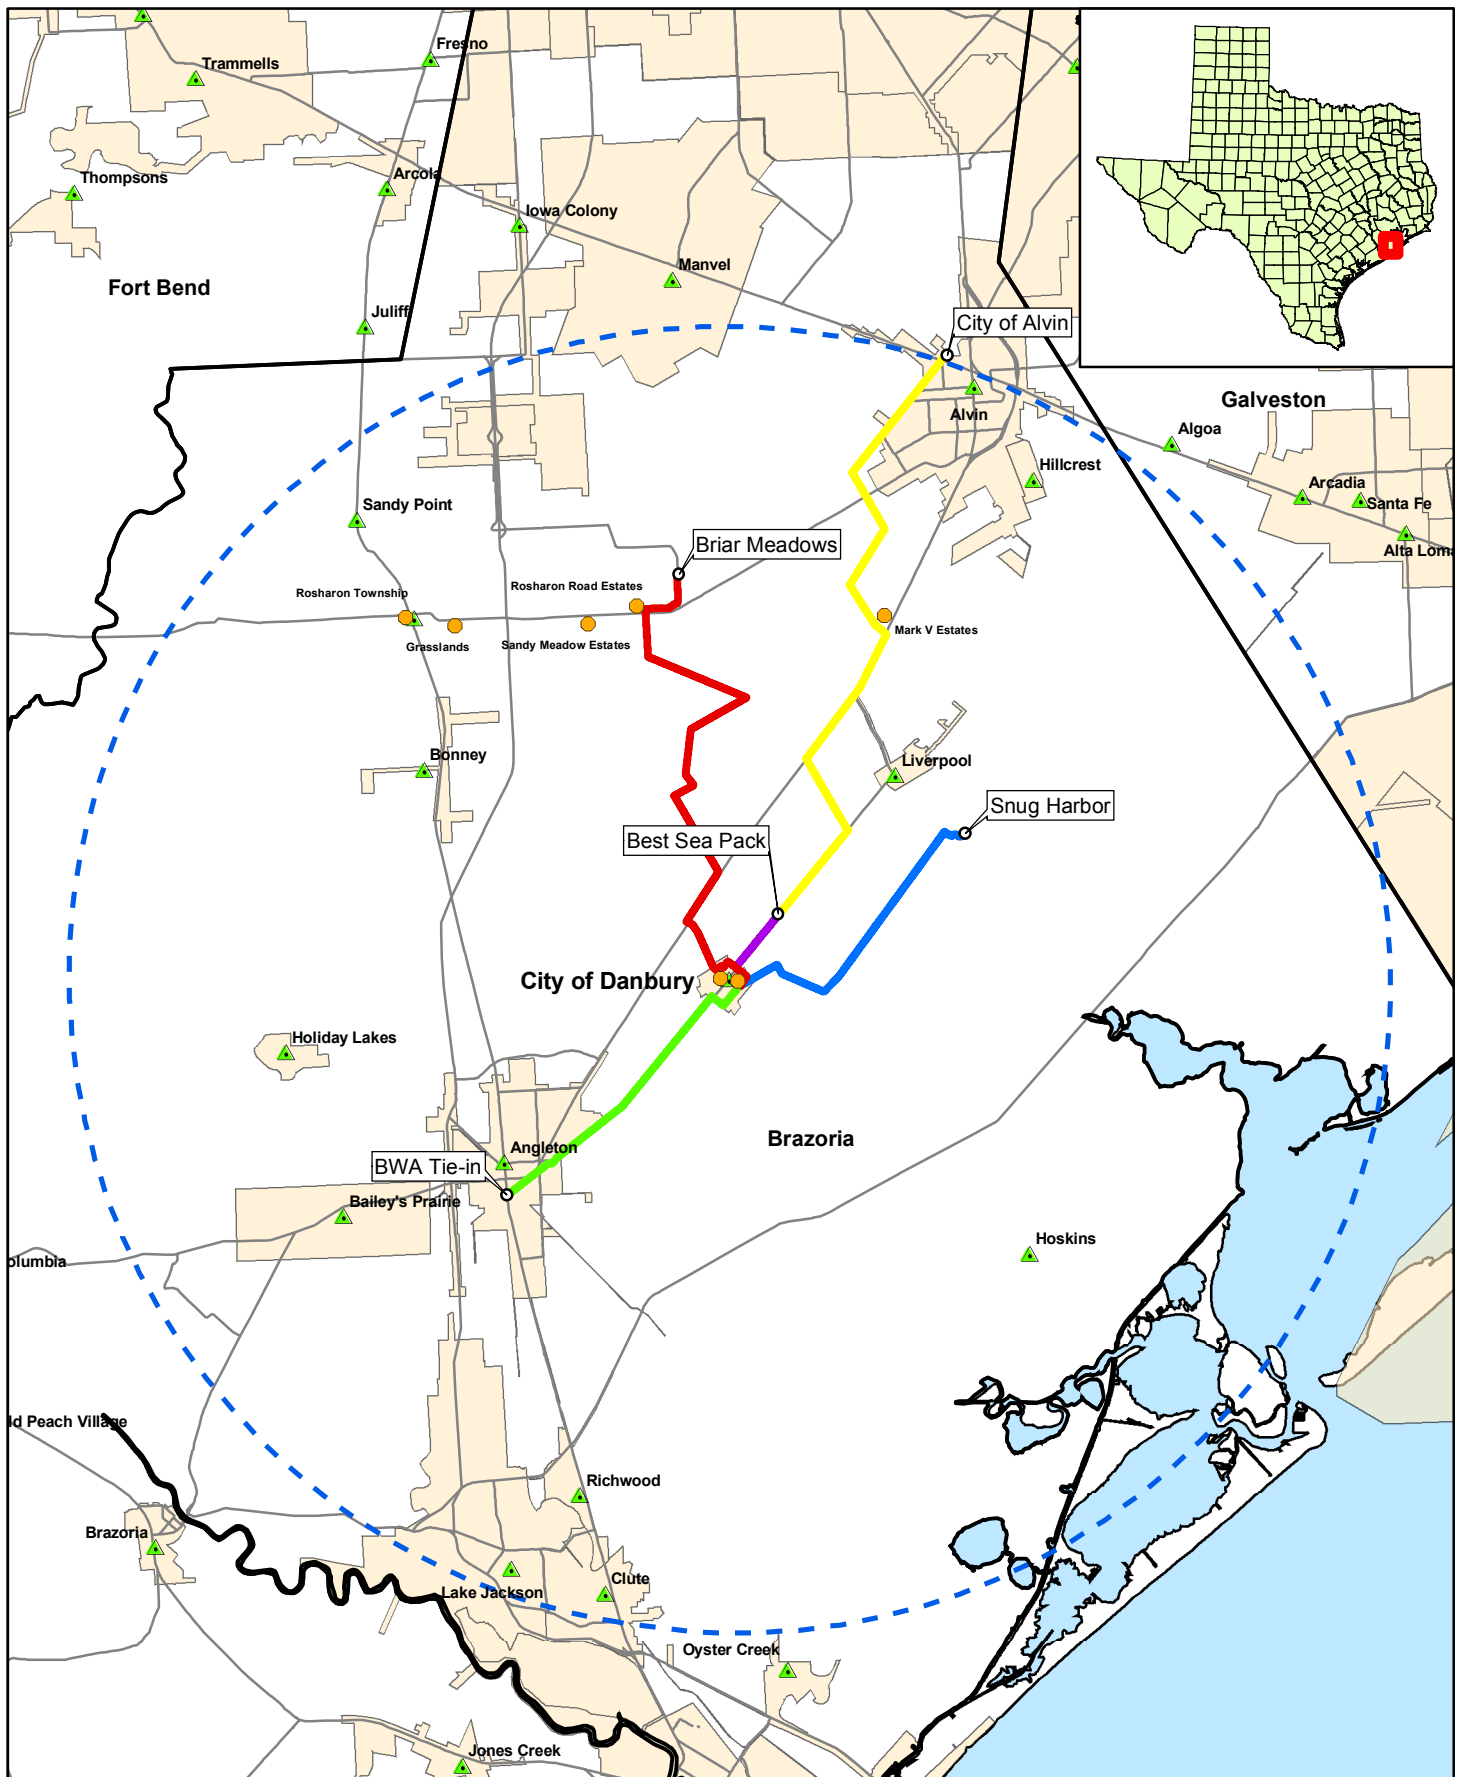 Fresno
Trammells
Thompsons
Arcola
Iowa Colony
Manvel
Fort Bend
Juliff
City of Alvin
Galveston
Alvin
Algoa
Hillcrest
Arcadia
Santa Fe
Sandy Point
Alta Loma
Briar Meadows
Rosharon Road Estates
Rosharon Township
Mark V Estates
Grasslands
Sandy Meadow Estates
Bonney
Liverpool
Snug Harbor
Best Sea Pack
City of Danbury
Holiday Lakes
Brazoria
Angleton
BWA Tie-in
Bailey's Prairie
Hoskins
olumbia
ld Peach Village
Richwood
Brazoria
Clute
Lake Jackson
Oyster Creek
Jones Creek